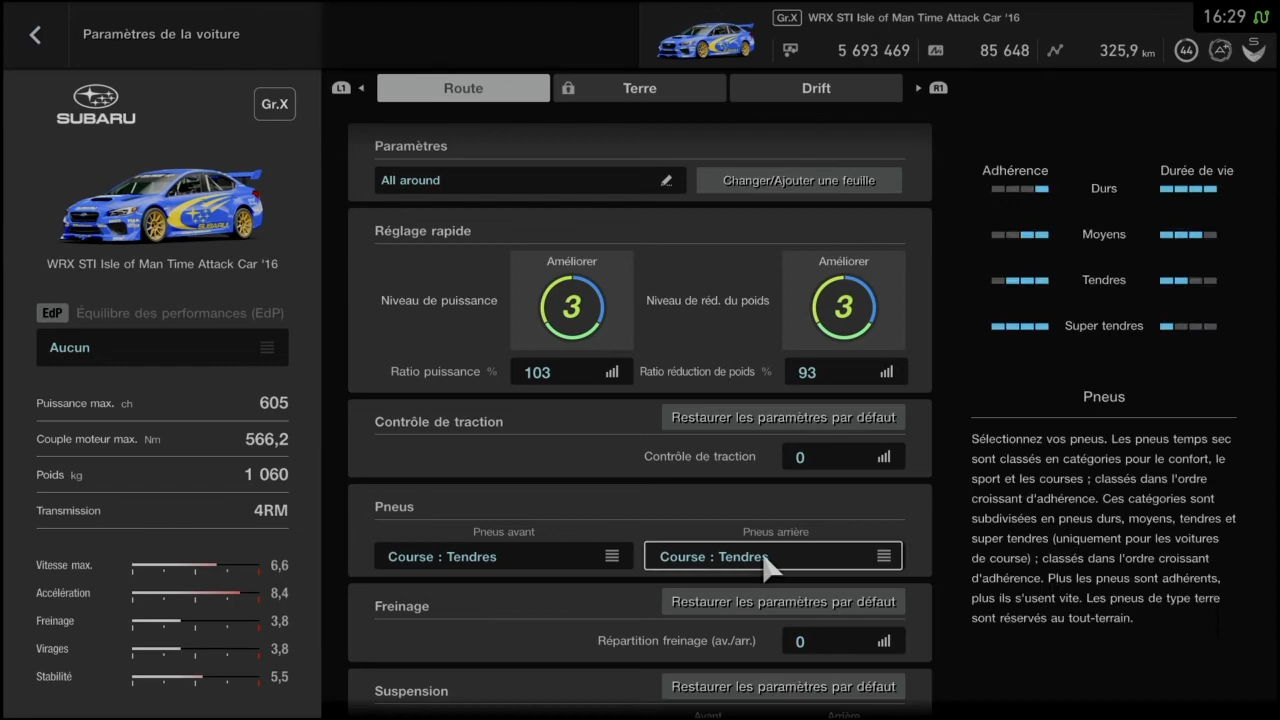 Paramètres de la voiture
Gr.X WRX STI Isle of Man Time Attack Car '16
16:29
5 693 469
85 648
325,9 km
44
S
SUBARU
Gr.X
WRX STI Isle of Man Time Attack Car '16
EdP Équilibre des performances (EdP)
Aucun
Puissance max. ch 605
Couple moteur max. Nm 566,2
Poids kg 1 060
Transmission 4RM
Vitesse max. 6,6
Accélération 8,4
Freinage 3,8
Virages 3,8
Stabilité 5,5
L1 Route Terre Drift R1
Paramètres
All around Changer/Ajouter une feuille
Réglage rapide
Améliorer Améliorer
Niveau de puissance 3 Niveau de réd. du poids 3
Ratio puissance % 103 Ratio réduction de poids % 93
Contrôle de traction Restaurer les paramètres par défaut
Contrôle de traction 0
Pneus
Pneus avant Pneus arrière
Course : Tendres Course : Tendres
Freinage Restaurer les paramètres par défaut
Répartition freinage (av./arr.) 0
Suspension Restaurer les paramètres par défaut
Avant Arrière
Adhérence Durée de vie
Durs
Moyens
Tendres
Super tendres
Pneus
Sélectionnez vos pneus. Les pneus temps sec
sont classés en catégories pour le confort, le
sport et les courses ; classés dans l'ordre
croissant d'adhérence. Ces catégories sont
subdivisées en pneus durs, moyens, tendres et
super tendres (uniquement pour les voitures
de course) ; classés dans l'ordre croissant
d'adhérence. Plus les pneus sont adhérents,
plus ils s'usent vite. Les pneus de type terre
sont réservés au tout-terrain.